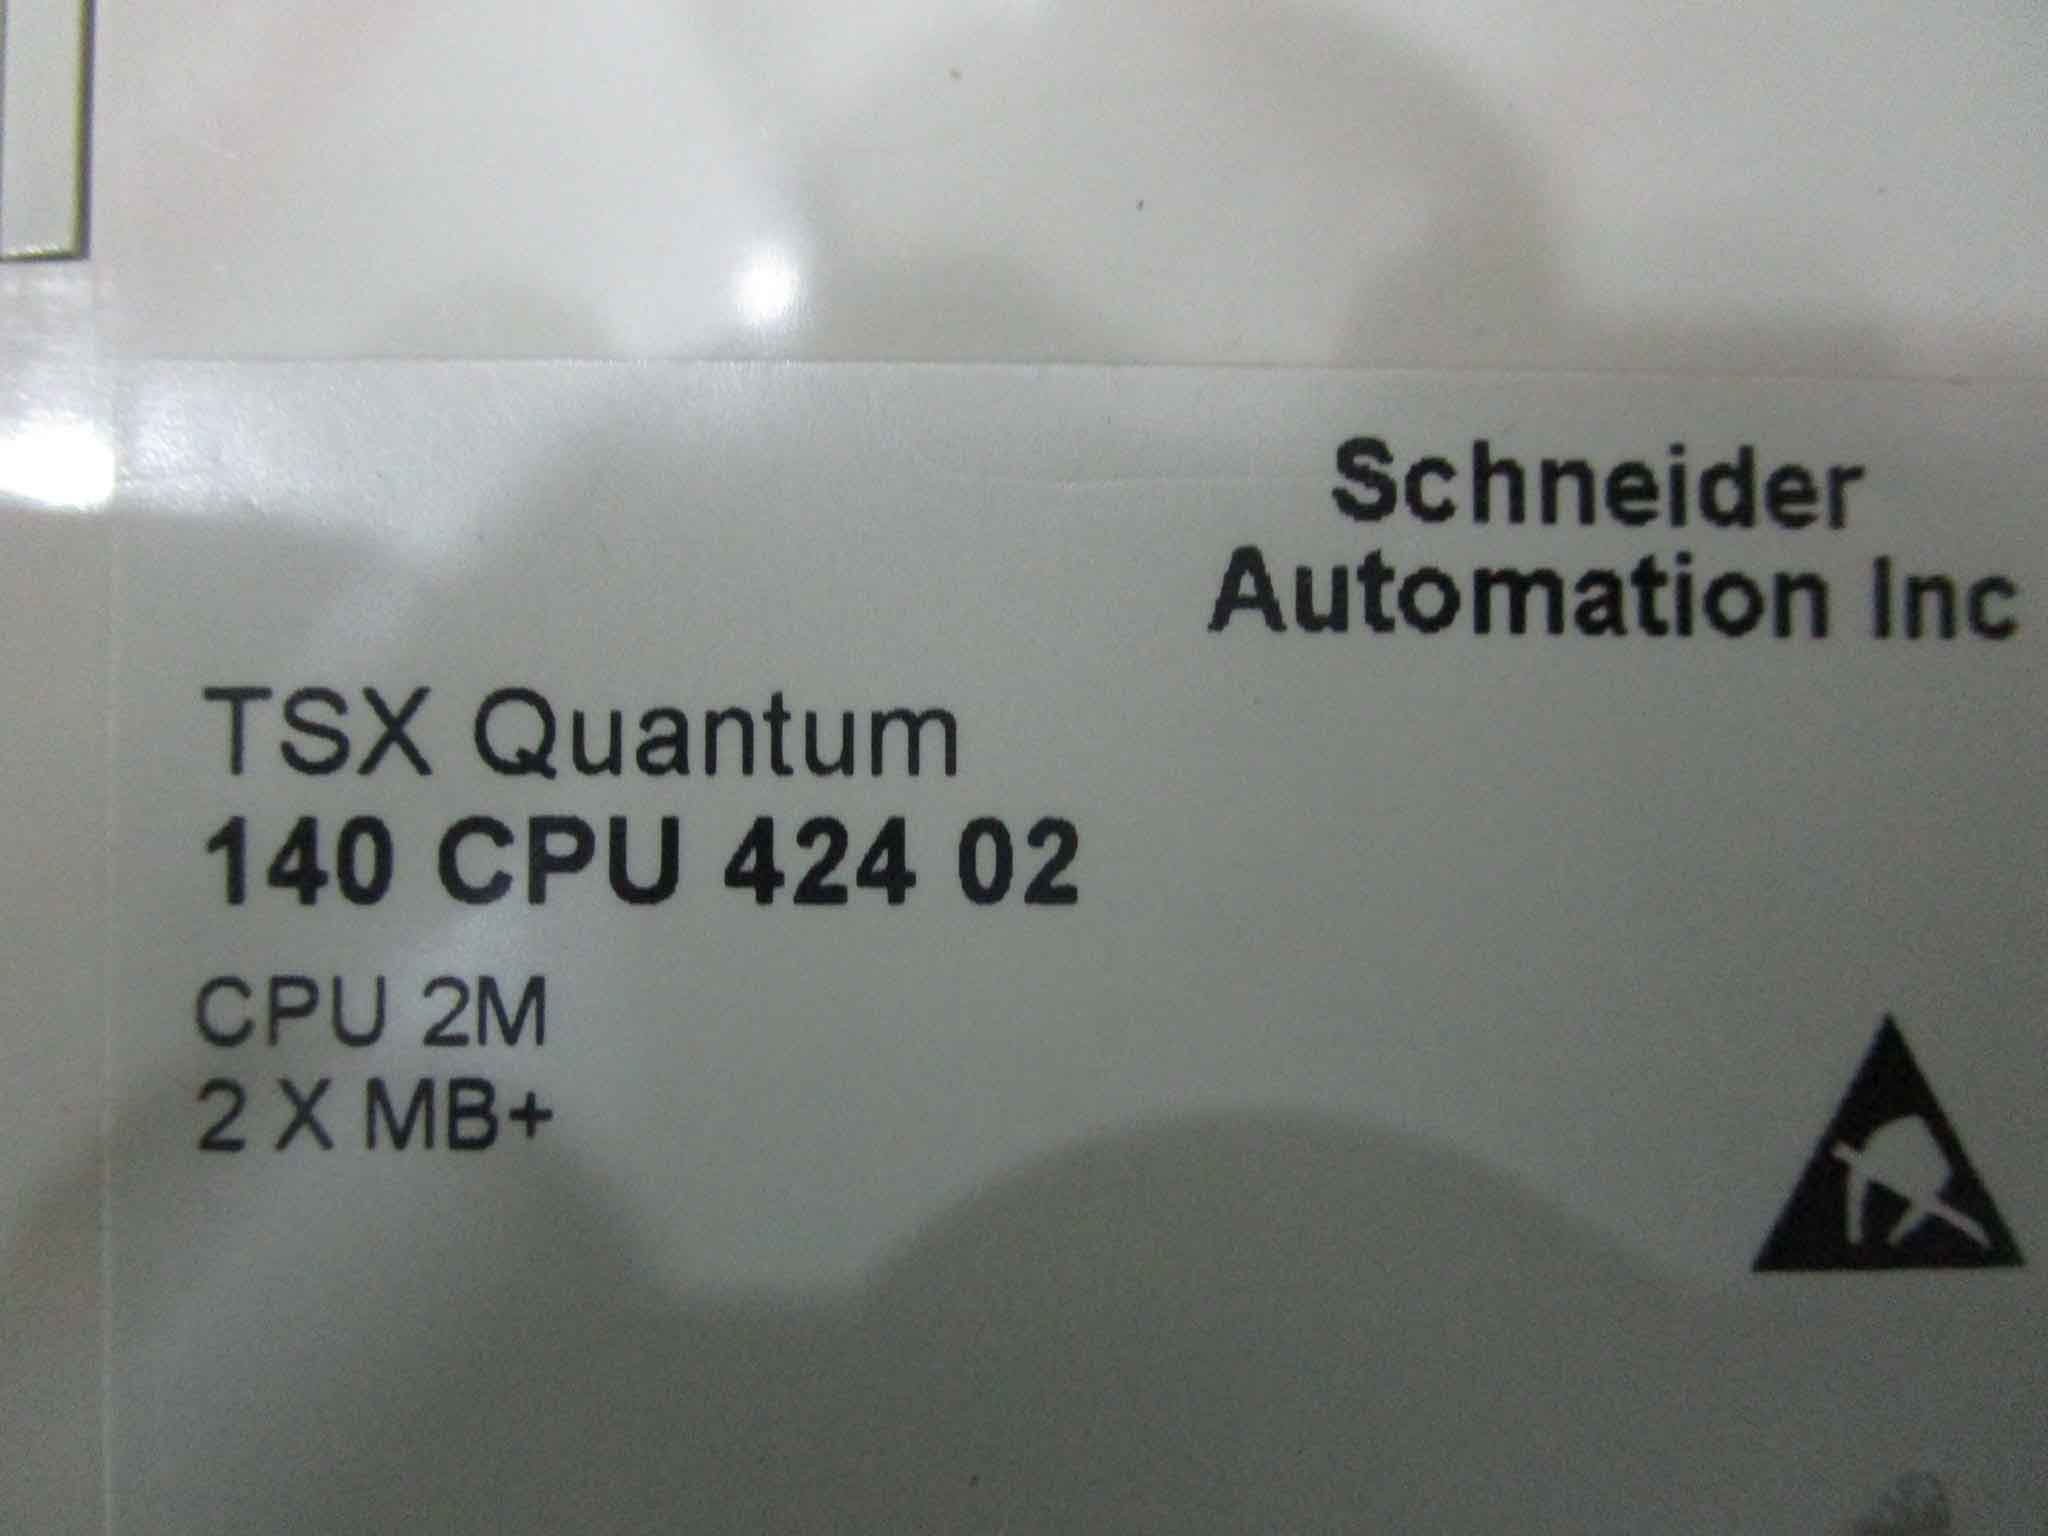 Schneider
Automation Inc
TSX Quantum
140 CPU 424 02
CPU 2M
2 X MB+